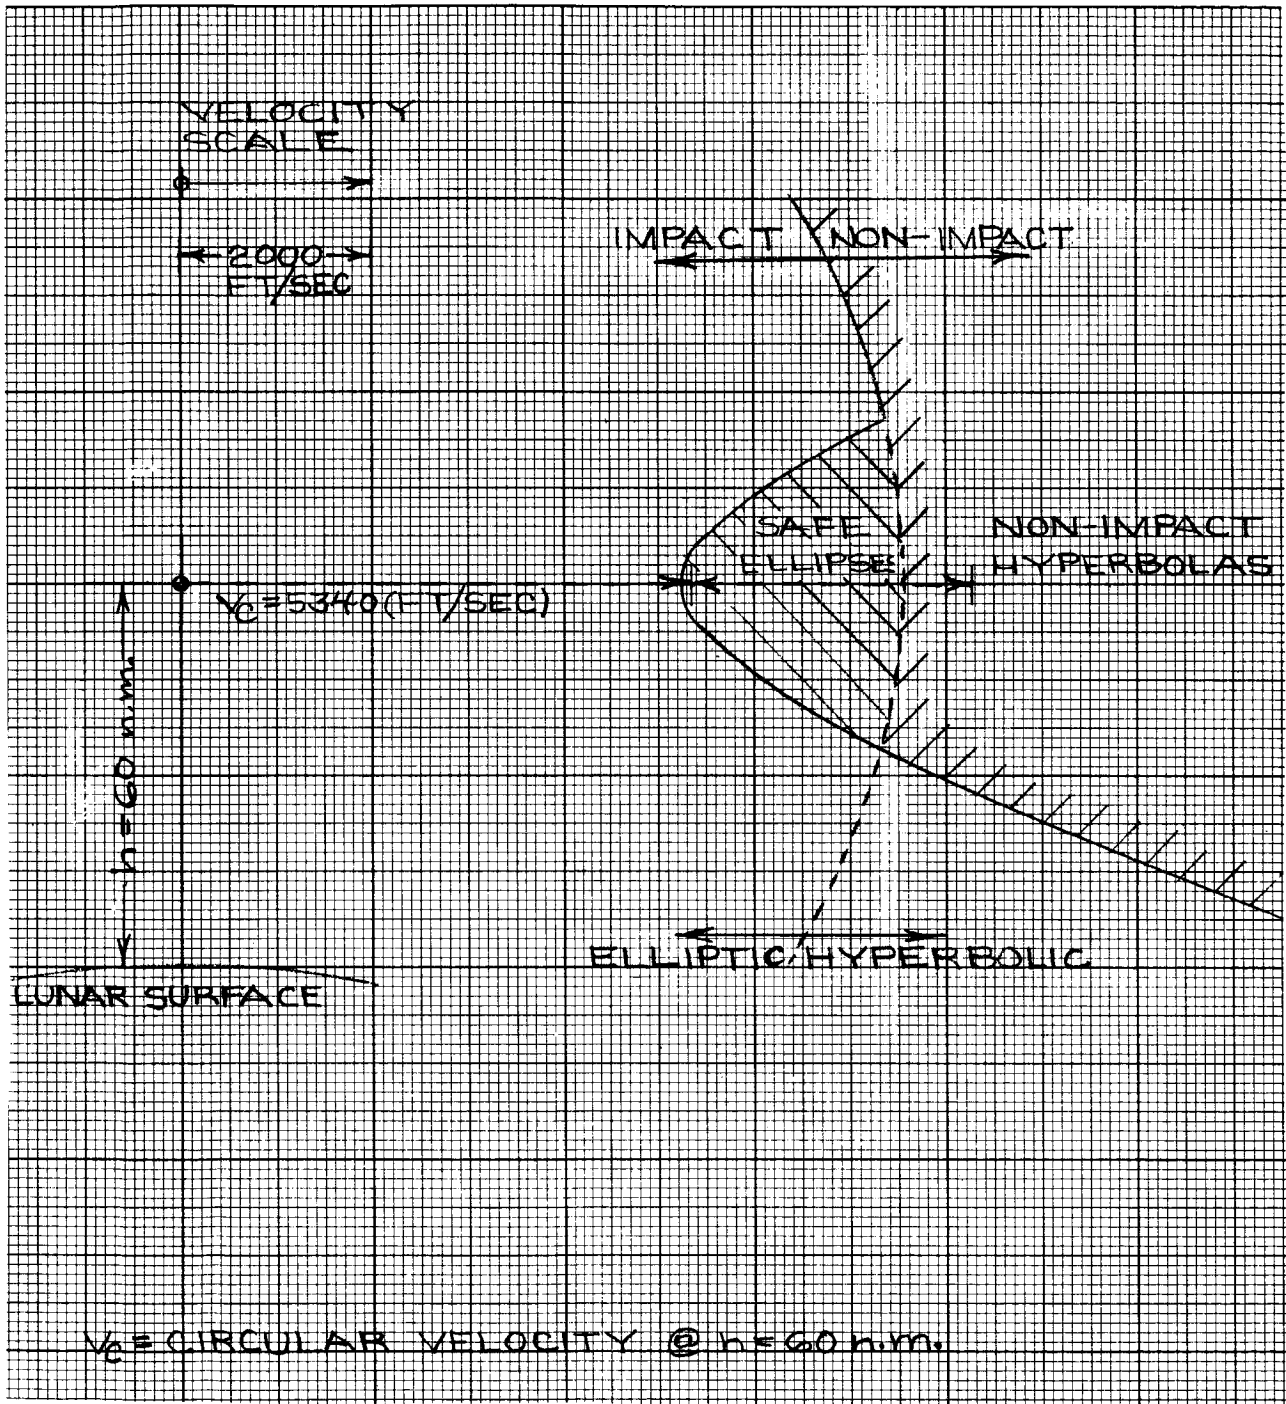 VELOCITY
SCALE
2000
FT/SEC
IMPACT
NON-IMPACT
SAFE
ELLIPSE
NON-IMPACT
HYPERBOLAS
Vc = 5340 (FT/SEC)
h = 60 n.m.
ELLIPTIC
HYPERBOLIC
LUNAR SURFACE
Vc = CIRCULAR VELOCITY @ h = 60 n.m.